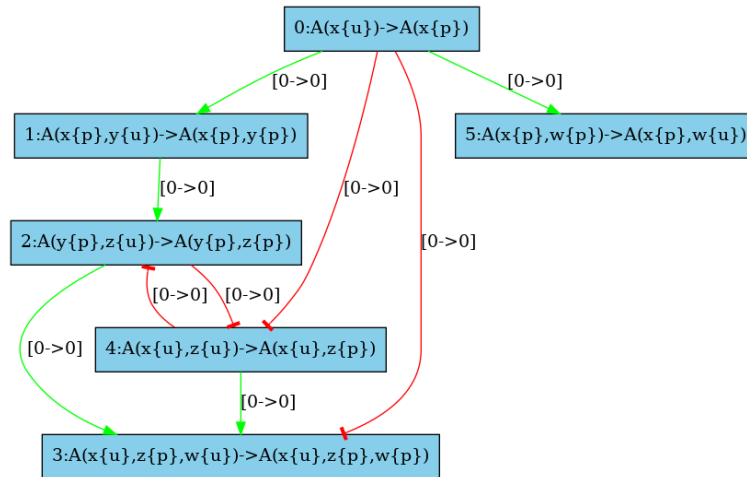 0:A(x{u})->A(x{p})
[0->0]
[0->0]
1:A(x{p},y{u})->A(x{p},y{p})
5:A(x{p},w{p})->A(x{p},w{u})
[0->0]
[0->0]
2:A(y{p},z{u})->A(y{p},z{p})
[0->0]
[0->0]
[0->0]
[0->0]
4:A(x{u},z{u})->A(x{u},z{p})
[0->0]
3:A(x{u},z{p},w{u})->A(x{u},z{p},w{p})